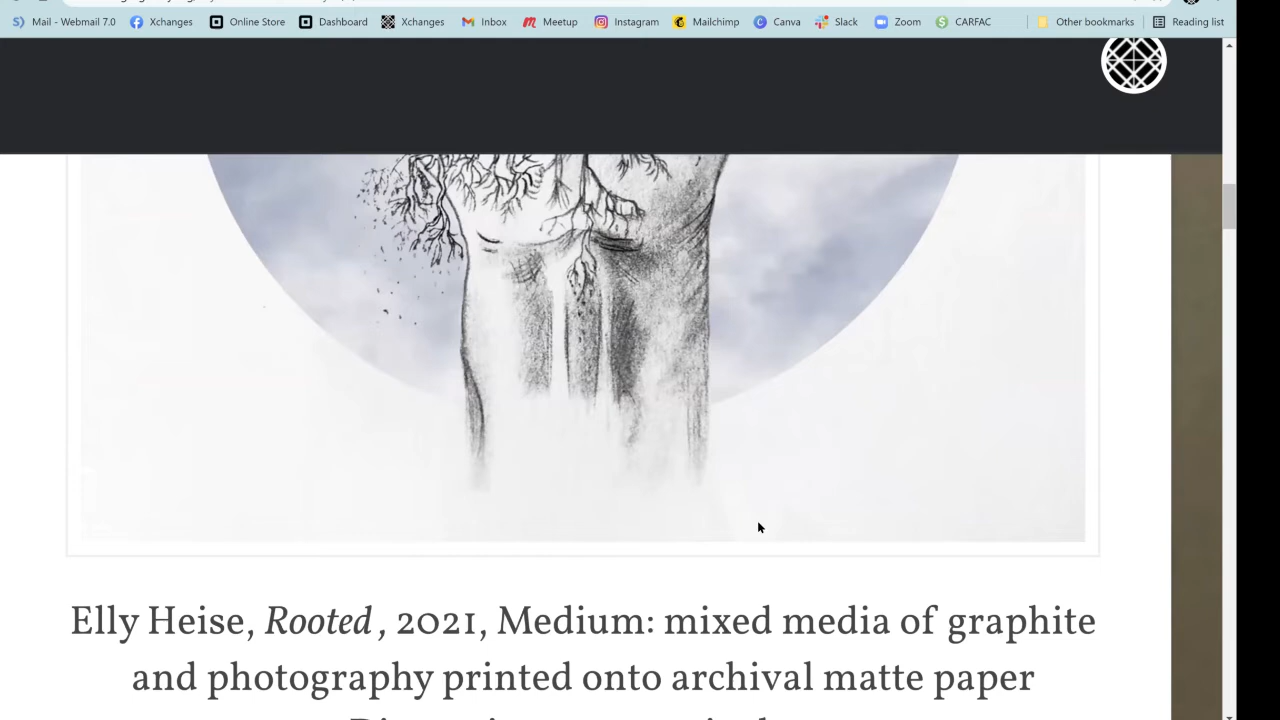 Mail - Webmail 7.0 Xchanges Online Store Dashboard Xchanges Inbox Meetup Instagram Mailchimp Canva Slack Zoom CARFAC Other bookmarks Reading list
Elly Heise, Rooted , 2021, Medium: mixed media of graphite
and photography printed onto archival matte paper